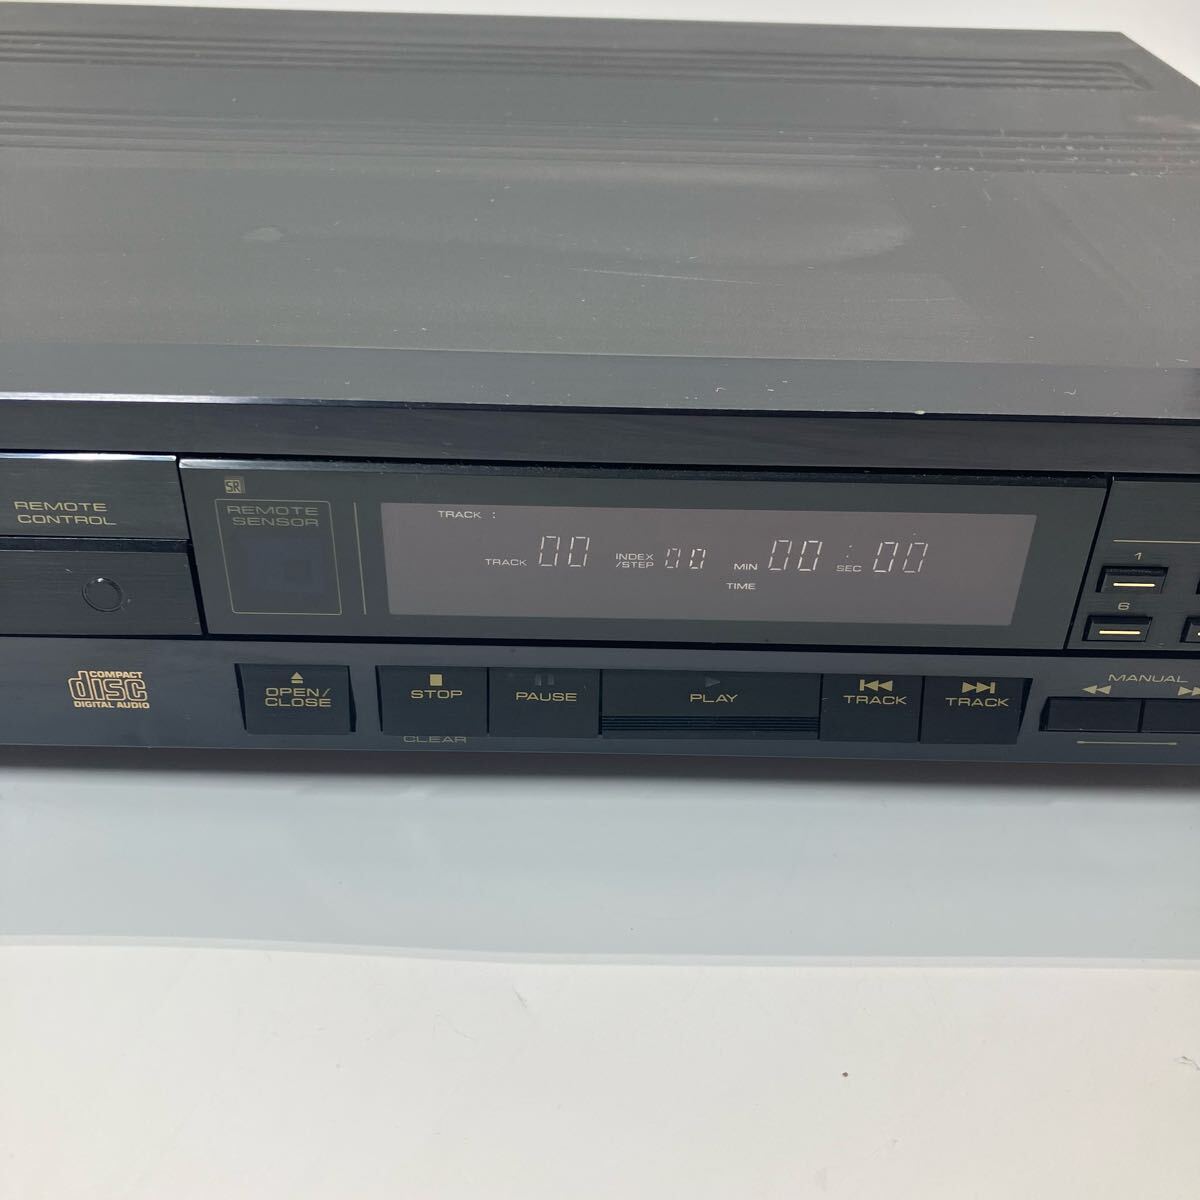 REMOTE
CONTROL
SR
REMOTE
SENSOR
TRACK :
TRACK 00 INDEX /STEP 00 MIN 00 : SEC 00
TIME
1
6
COMPACT
disc
DIGITAL AUDIO
OPEN/
CLOSE
STOP
CLEAR
PAUSE
PLAY
TRACK
TRACK
MANUAL